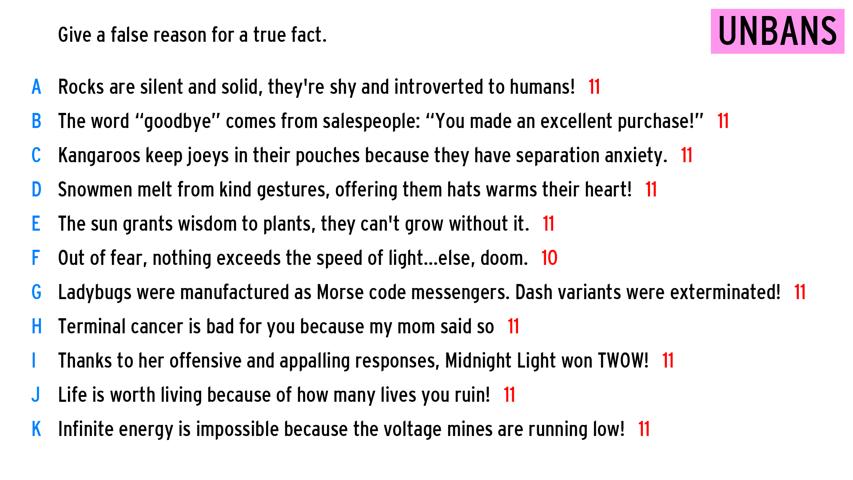 Give a false reason for a true fact.
UNBANS
A Rocks are silent and solid, they're shy and introverted to humans! 11
B The word “goodbye” comes from salespeople: “You made an excellent purchase!” 11
C Kangaroos keep joeys in their pouches because they have separation anxiety. 11
D Snowmen melt from kind gestures, offering them hats warms their heart! 11
E The sun grants wisdom to plants, they can't grow without it. 11
F Out of fear, nothing exceeds the speed of light...else, doom. 10
G Ladybugs were manufactured as Morse code messengers. Dash variants were exterminated! 11
H Terminal cancer is bad for you because my mom said so 11
I Thanks to her offensive and appalling responses, Midnight Light won TWOW! 11
J Life is worth living because of how many lives you ruin! 11
K Infinite energy is impossible because the voltage mines are running low! 11